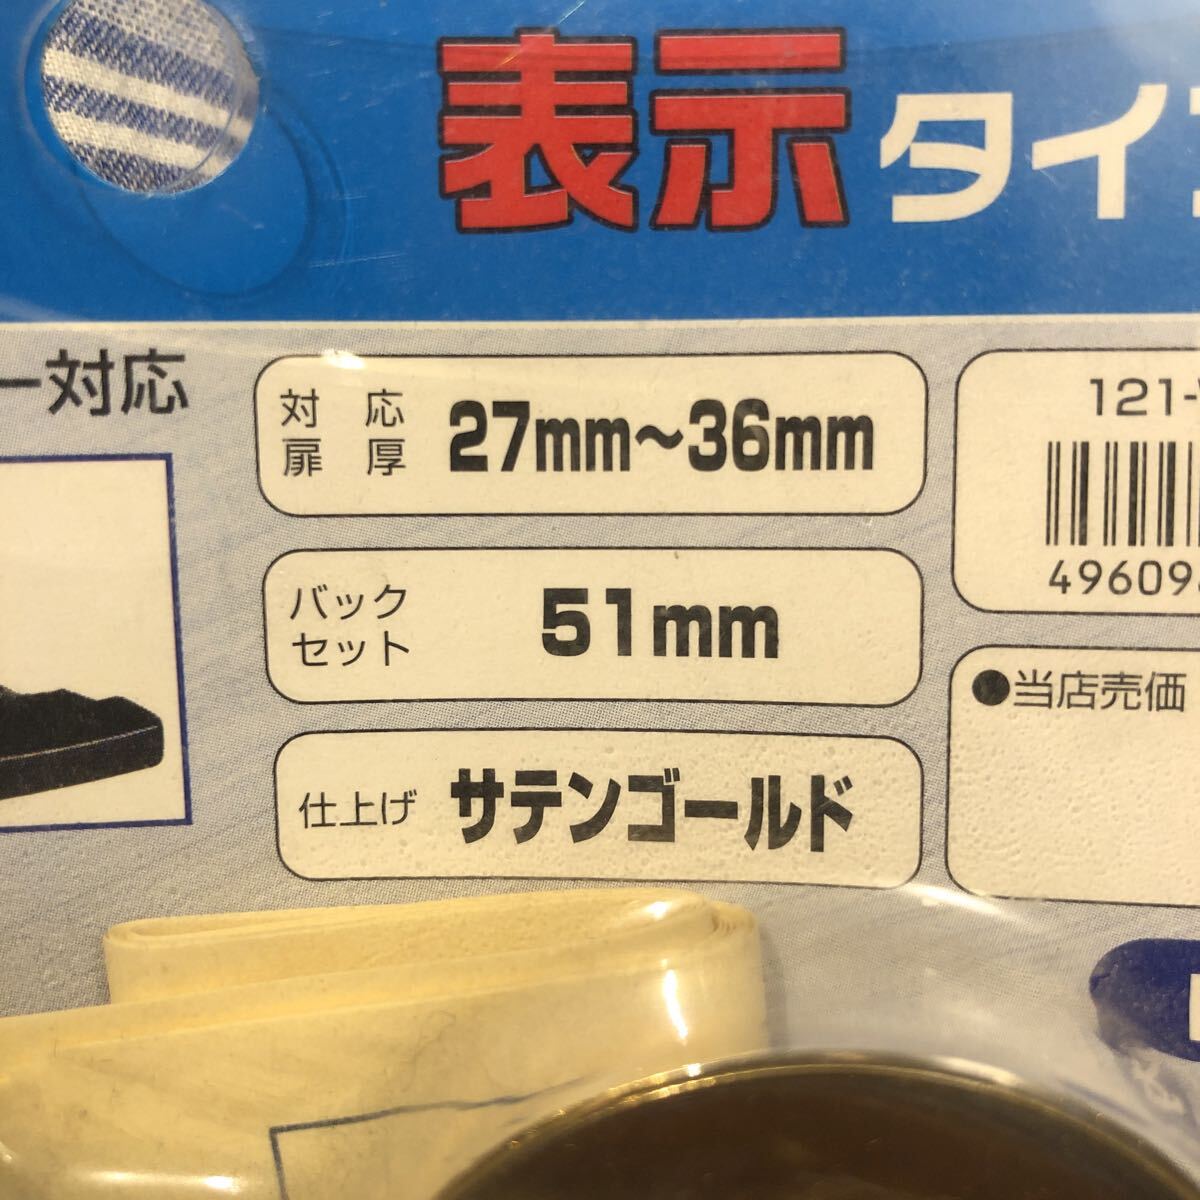 表示タイ
ー対応
対応扉厚 27mm〜36mm
バックセット 51mm
仕上げ サテンゴールド
121-
49609
●当店売価